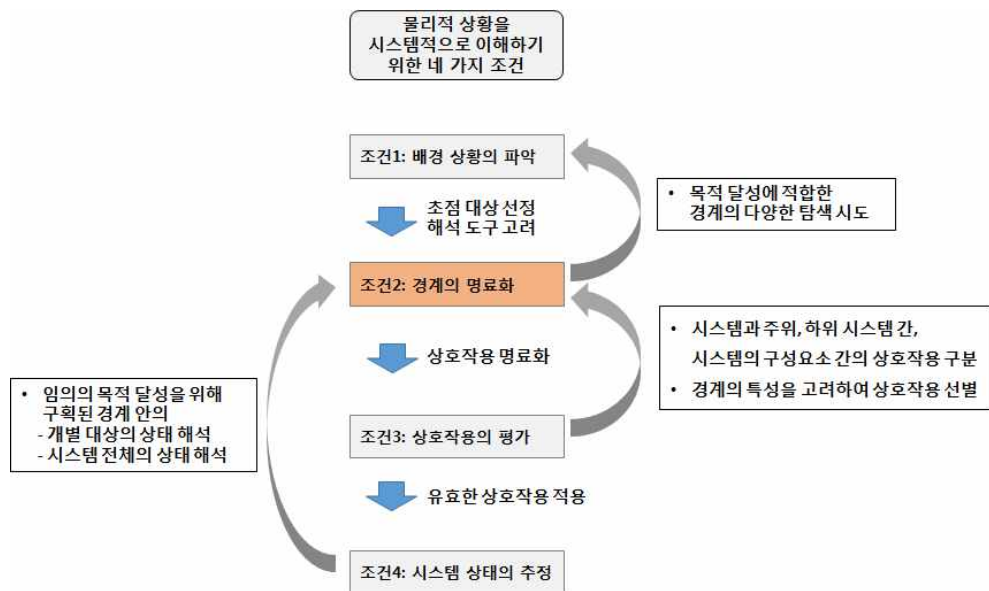 물리적 상황을
시스템적으로 이해하기
위한 네 가지 조건
조건1: 배경 상황의 파악
• 목적 달성에 적합한
경계의 다양한 탐색 시도
초점 대상 선정
해석 도구 고려
조건2: 경계의 명료화
• 시스템과 주위, 하위 시스템 간,
시스템의 구성요소 간의 상호작용 구분
• 경계의 특성을 고려하여 상호작용 선별
상호작용 명료화
• 임의의 목적 달성을 위해
구획된 경계 안의
- 개별 대상의 상태 해석
- 시스템 전체의 상태 해석
조건3: 상호작용의 평가
유효한 상호작용 적용
조건4: 시스템 상태의 추정